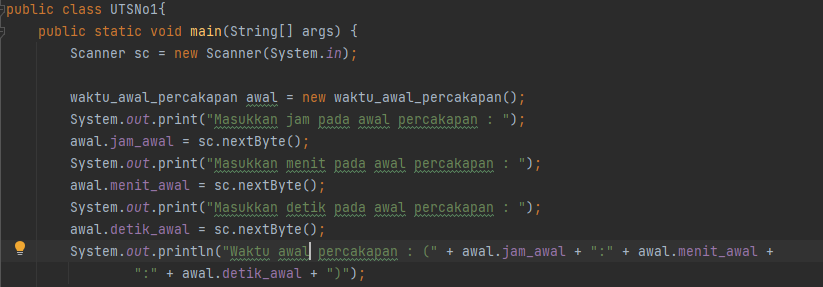 public class UTSNo1{
public static void main(String[] args) {
Scanner sc = new Scanner(System.in);
waktu_awal_percakapan awal = new waktu_awal_percakapan();
System.out.print("Masukkan jam pada awal percakapan : ");
awal.jam_awal = sc.nextByte();
System.out.print("Masukkan menit pada awal percakapan : ");
awal.menit_awal = sc.nextByte();
System.out.print("Masukkan detik pada awal percakapan : ");
awal.detik_awal = sc.nextByte();
System.out.println("Waktu awal percakapan : (" + awal.jam_awal + ":" + awal.menit_awal +
":" + awal.detik_awal + ")");